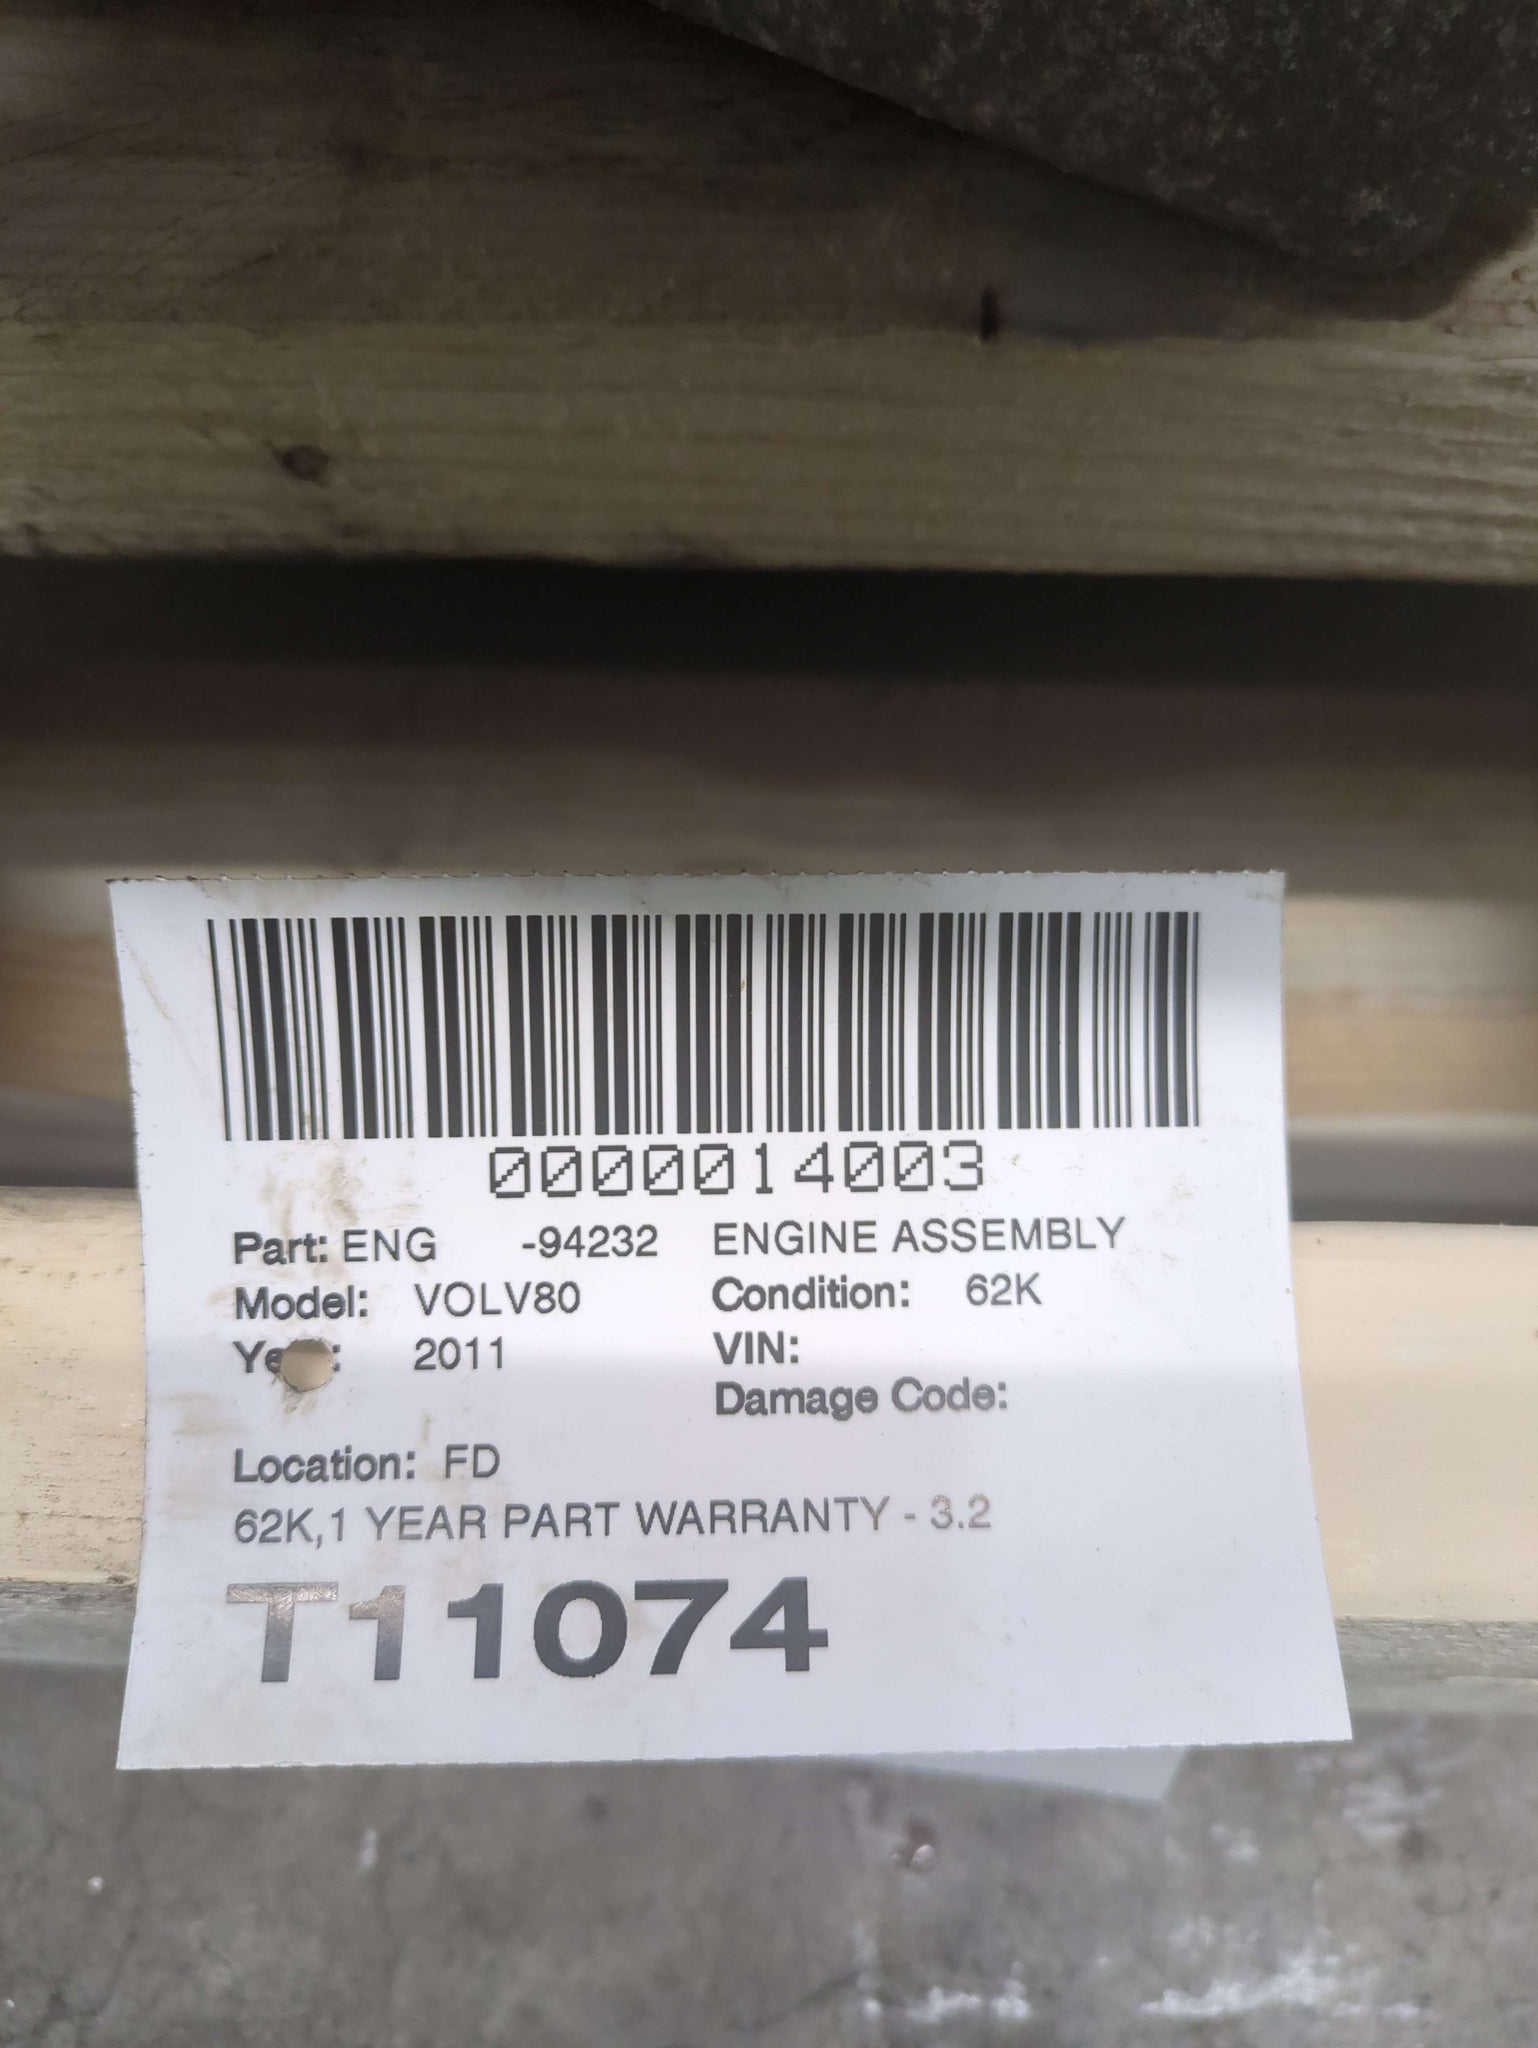 0000014003
Part: ENG -94232 ENGINE ASSEMBLY
Model: VOLV80 Condition: 62K
Ye : 2011 VIN:
Damage Code:
Location: FD
62K,1 YEAR PART WARRANTY - 3.2
T11074